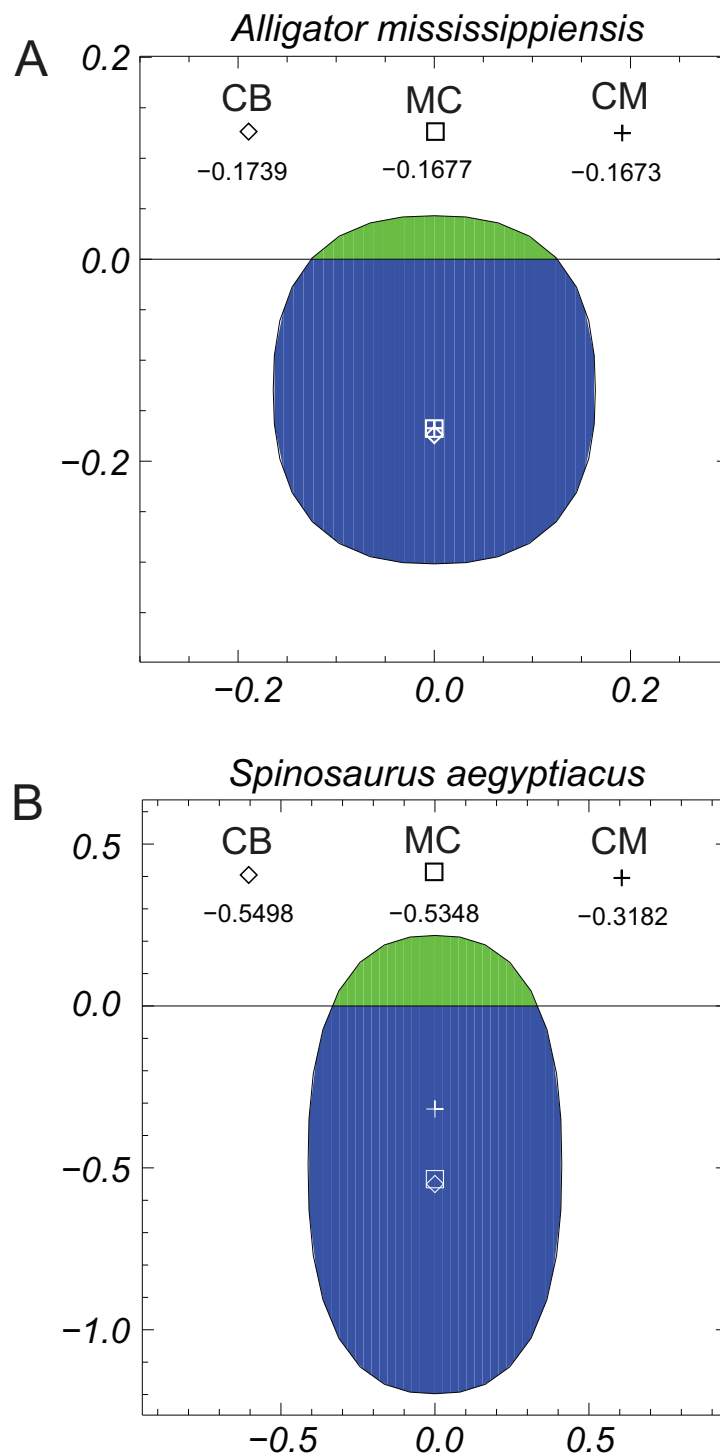 Alligator mississippiensis
A
0.2
CB MC CM
−0.1739 −0.1677 −0.1673
0.0
−0.2
−0.2 0.0 0.2
Spinosaurus aegyptiacus
B
0.5
CB MC CM
−0.5498 −0.5348 −0.3182
0.0
−0.5
−1.0
−0.5 0.0 0.5